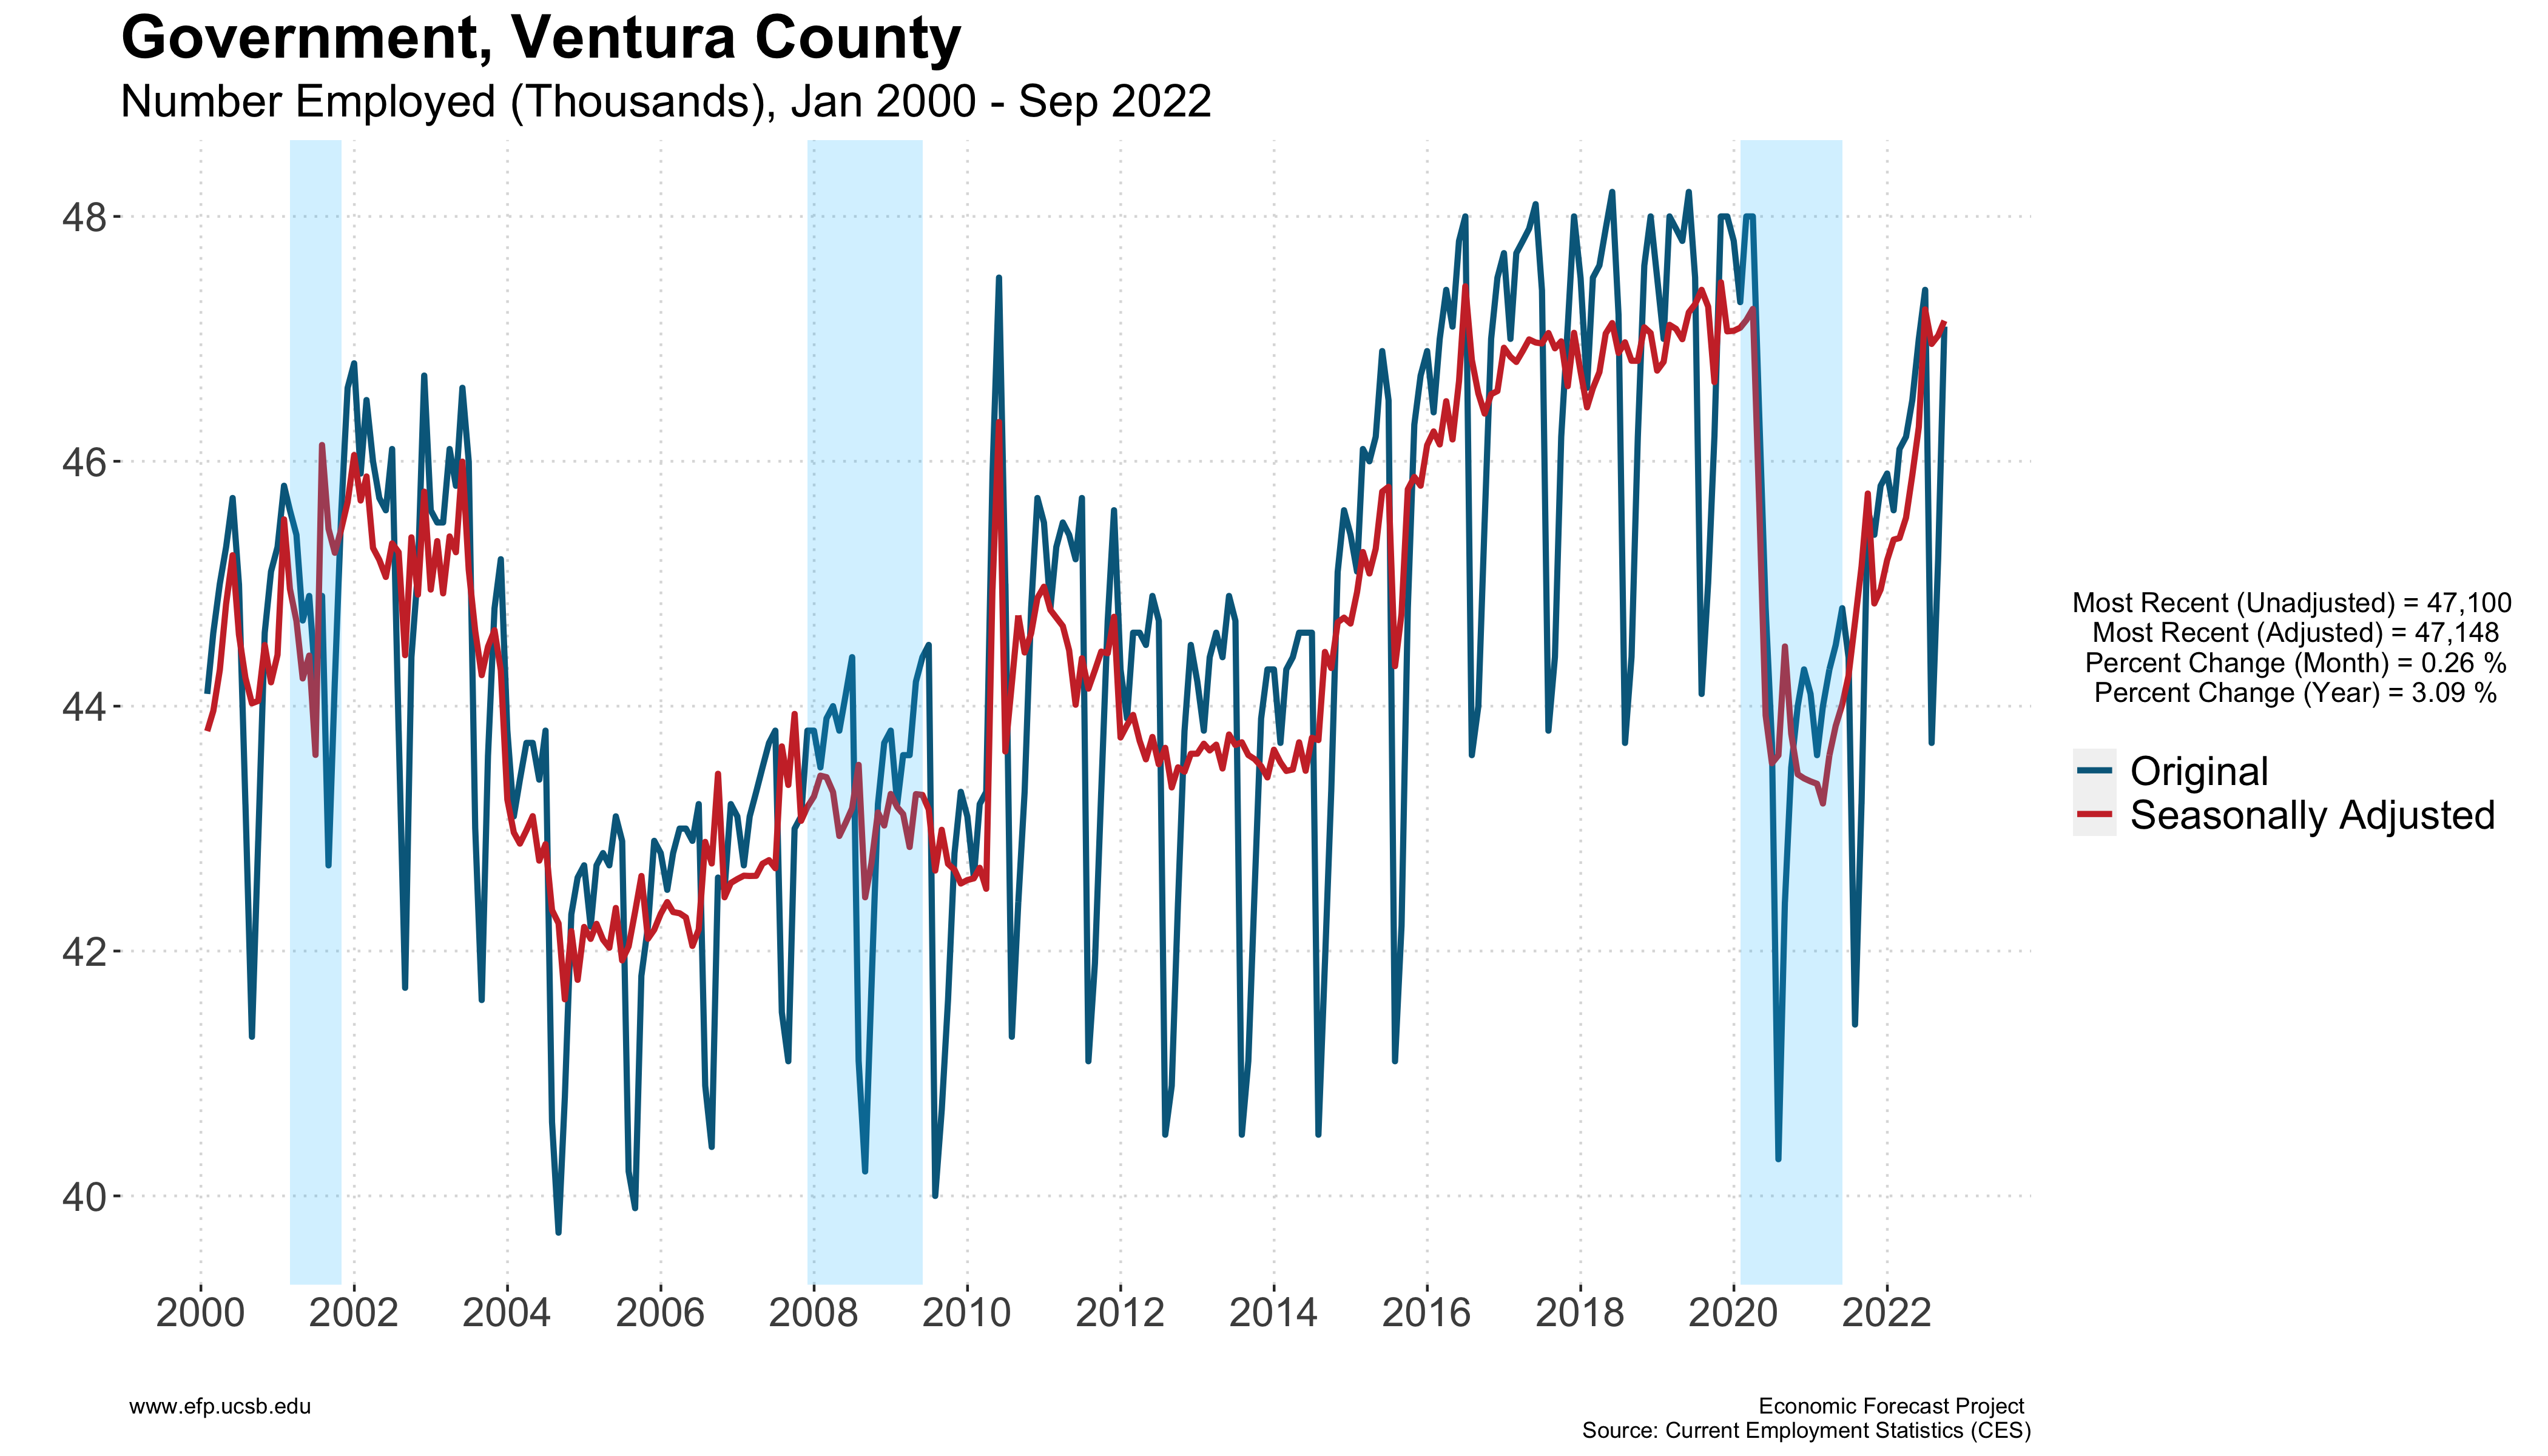 Government, Ventura County
Number Employed (Thousands), Jan 2000 - Sep 2022
48
46
44
42
40
2000 2002 2004 2006 2008 2010 2012 2014 2016 2018 2020 2022
Most Recent (Unadjusted) = 47,100
Most Recent (Adjusted) = 47,148
Percent Change (Month) = 0.26 %
Percent Change (Year) = 3.09 %
Original
Seasonally Adjusted
www.efp.ucsb.edu
Economic Forecast Project
Source: Current Employment Statistics (CES)